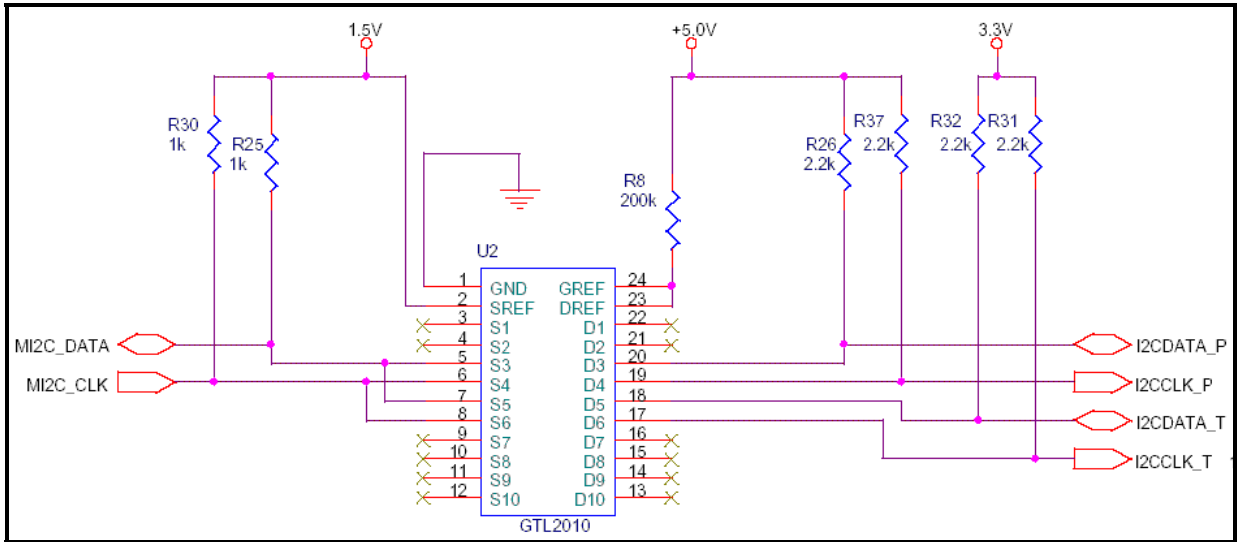 1.5V
+5.0V
3.3V
R30
1k
R25
1k
R37
2.2k
R26
2.2k
R32
2.2k
R31
2.2k
R8
200k
U2
1 GND GREF 24
2 SREF DREF 23
3 S1 D1 22
4 S2 D2 21
5 S3 D3 20
6 S4 D4 19
7 S5 D5 18
8 S6 D6 17
9 S7 D7 16
10 S8 D8 15
11 S9 D9 14
12 S10 D10 13
GTL2010
MI2C_DATA
MI2C_CLK
I2CDATA_P
I2CCLK_P
I2CDATA_T
I2CCLK_T